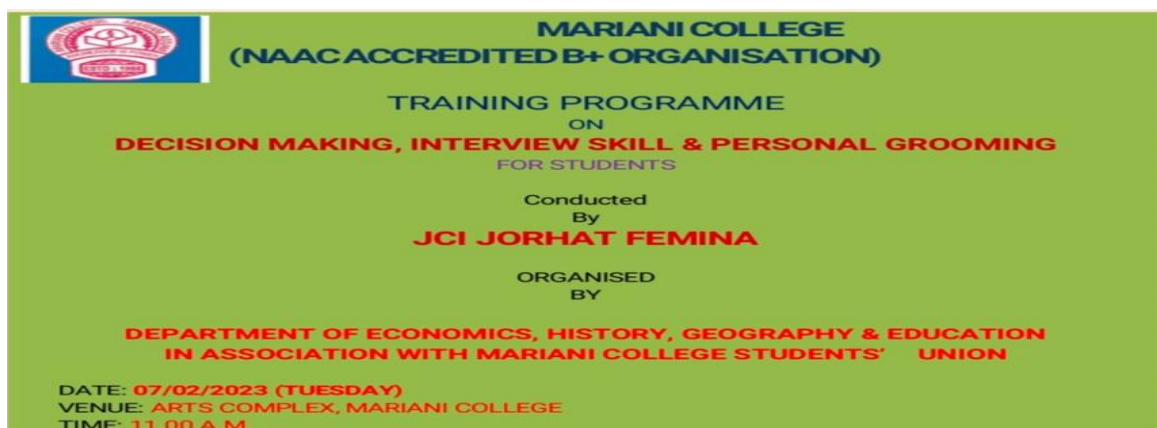 MARIANI COLLEGE
(NAAC ACCREDITED B+ ORGANISATION)
TRAINING PROGRAMME
ON
DECISION MAKING, INTERVIEW SKILL & PERSONAL GROOMING
FOR STUDENTS
Conducted
By
JCI JORHAT FEMINA
ORGANISED
BY
DEPARTMENT OF ECONOMICS, HISTORY, GEOGRAPHY & EDUCATION
IN ASSOCIATION WITH MARIANI COLLEGE STUDENTS' UNION
DATE: 07/02/2023 (TUESDAY)
VENUE: ARTS COMPLEX, MARIANI COLLEGE
TIME: 11.00 A.M